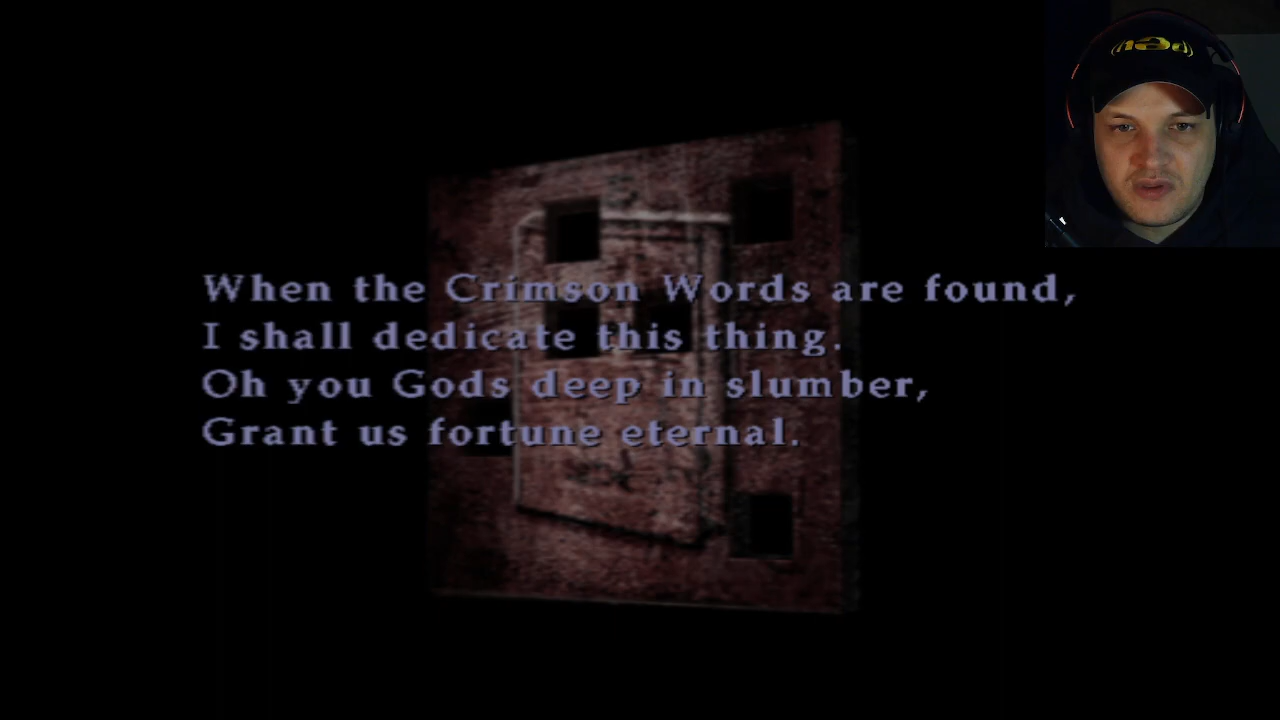 When the Crimson Words are found,
I shall dedicate this thing.
Oh you Gods deep in slumber,
Grant us fortune eternal.